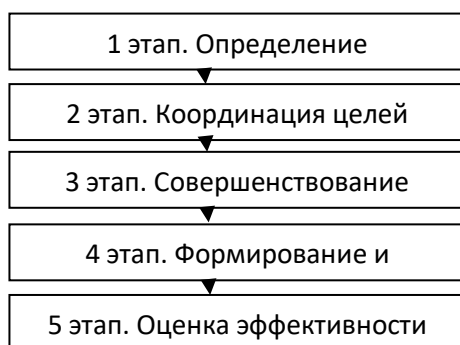 1 этап. Определение
2 этап. Координация целей
3 этап. Совершенствование
4 этап. Формирование и
5 этап. Оценка эффективности